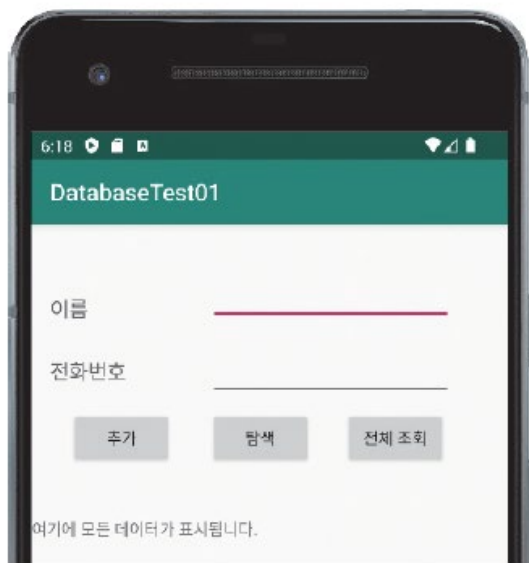 6:18
DatabaseTest01
이름
전화번호
추가 탐색 전체 조회
여기에 모든 데이터가 표시됩니다.